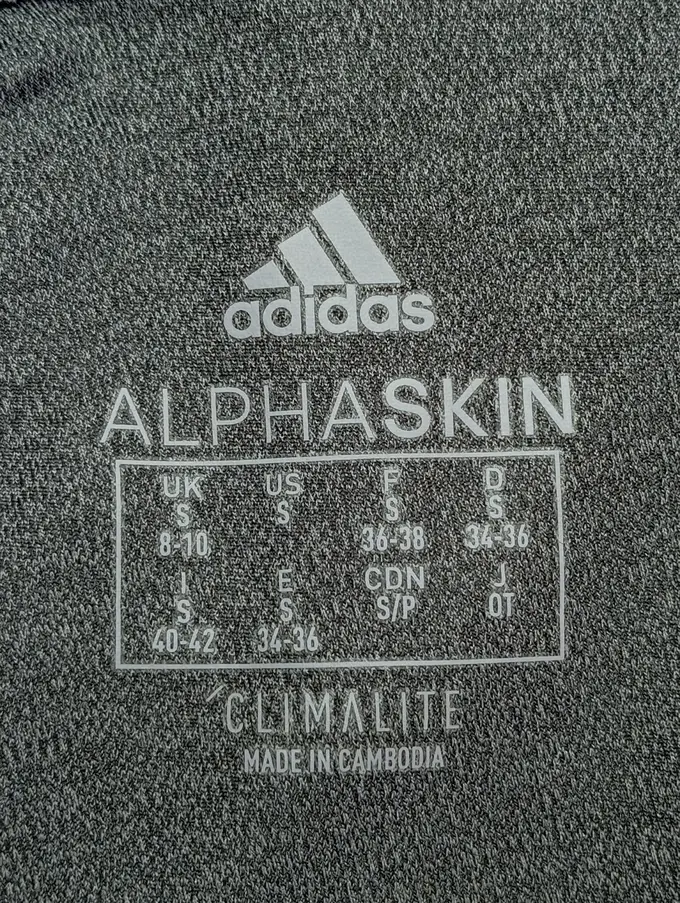 adidas
ALPHASKIN
UK US F D
S S S S
8-10 36-38 34-36
I E CDN J
S S S/P OT
40-42 34-36
CLIMALITE
MADE IN CAMBODIA